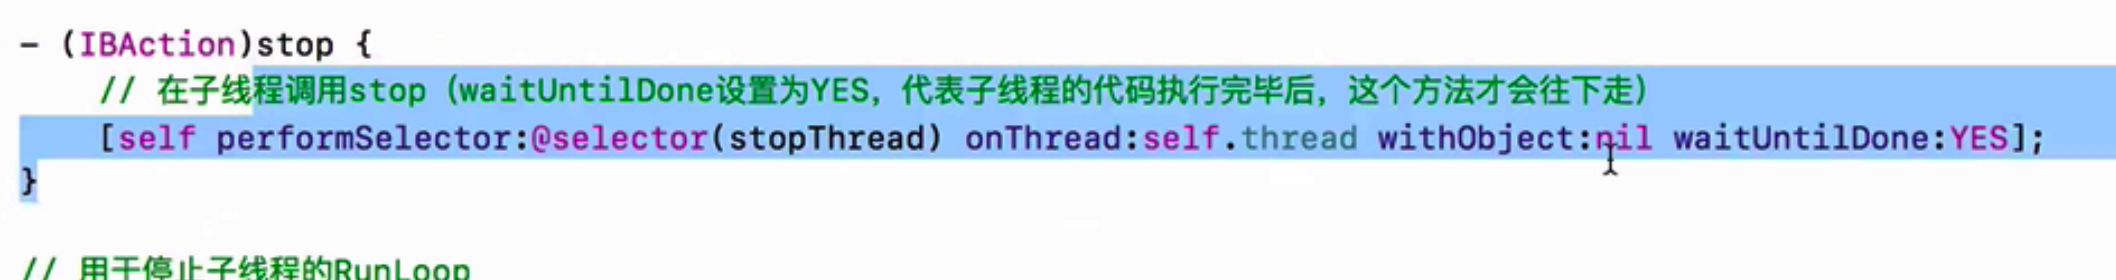 - (IBAction)stop {
// 在子线程调用stop（waitUntilDone设置为YES，代表子线程的代码执行完毕后，这个方法才会往下走）
[self performSelector:@selector(stopThread) onThread:self.thread withObject:nil waitUntilDone:YES];
}
// 用于停止子线程的RunLoop